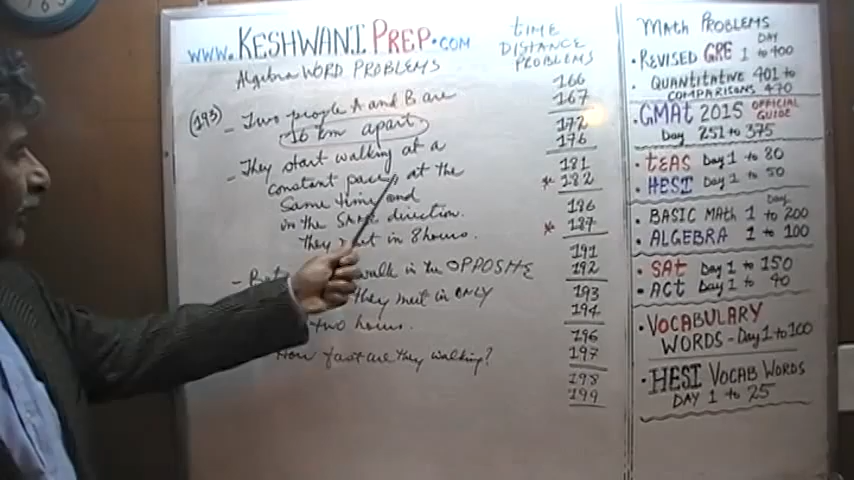 www.KESHWANIPREP.COM
Algebra WORD PROBLEMS
(193) - Two people A and B are
16 km apart
- They start walking at a
constant pace, at the
Same time and
in the SAME direction.
they meet in 8 hours.
- walk in the OPPOSITE
they meet in ONLY
two hours.
How fast are they walking?
TIME
DISTANCE
PROBLEMS
166
167
172
176
181
* 182
186
* 187
191
192
193
194
196
197
198
199
Math PROBLEMS
DAY
• REVISED GRE 1 to 400
• QUANTITATIVE 401 to
COMPARISONS 470
• GMAt 2015 OFFICIAL
GUIDE
Day 251 to 375
• tEAS Day 1 to 80
• HESI Day 1 to 50
Day
• BASIC Math 1 to 200
• ALGEBRA 1 to 100
• SAt Day 1 to 150
• ACt Day 1 to 40
• VOCABULARY
WORDS - Day 1 to 100
• HESI VOCAB WORDS
DAY 1 to 25